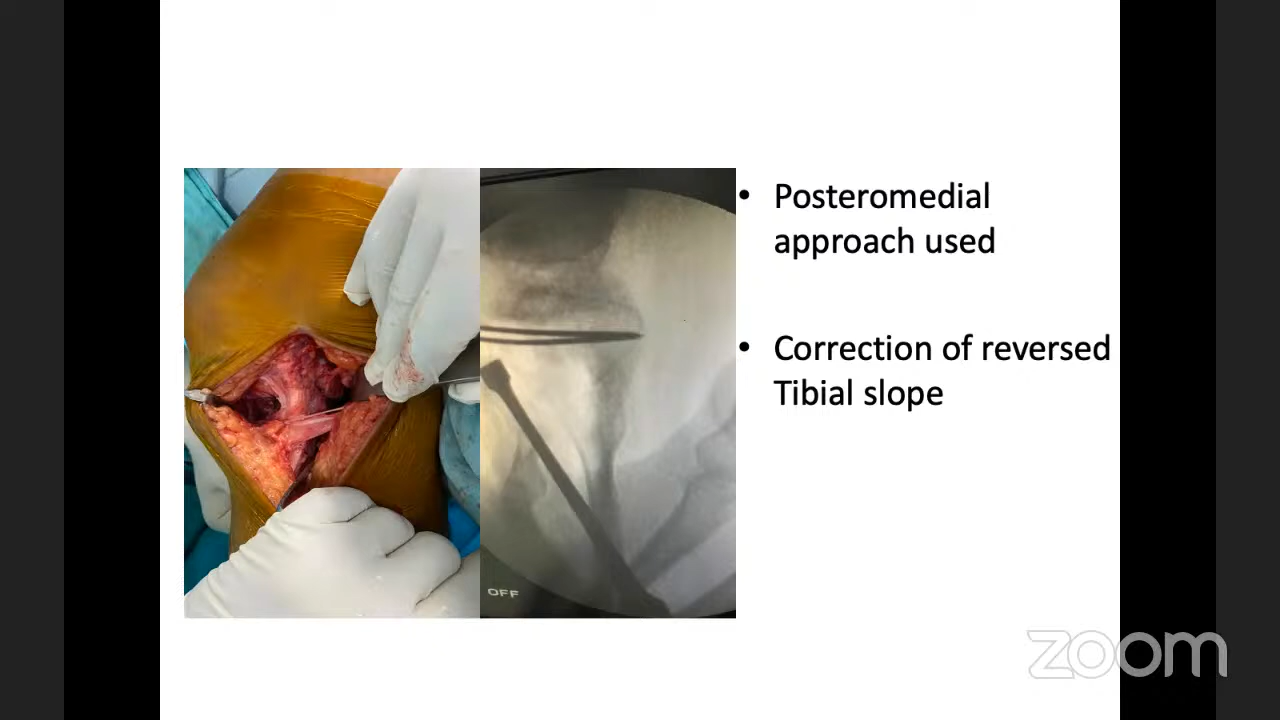 • Posteromedial
approach used
• Correction of reversed
Tibial slope
OFF
zoom